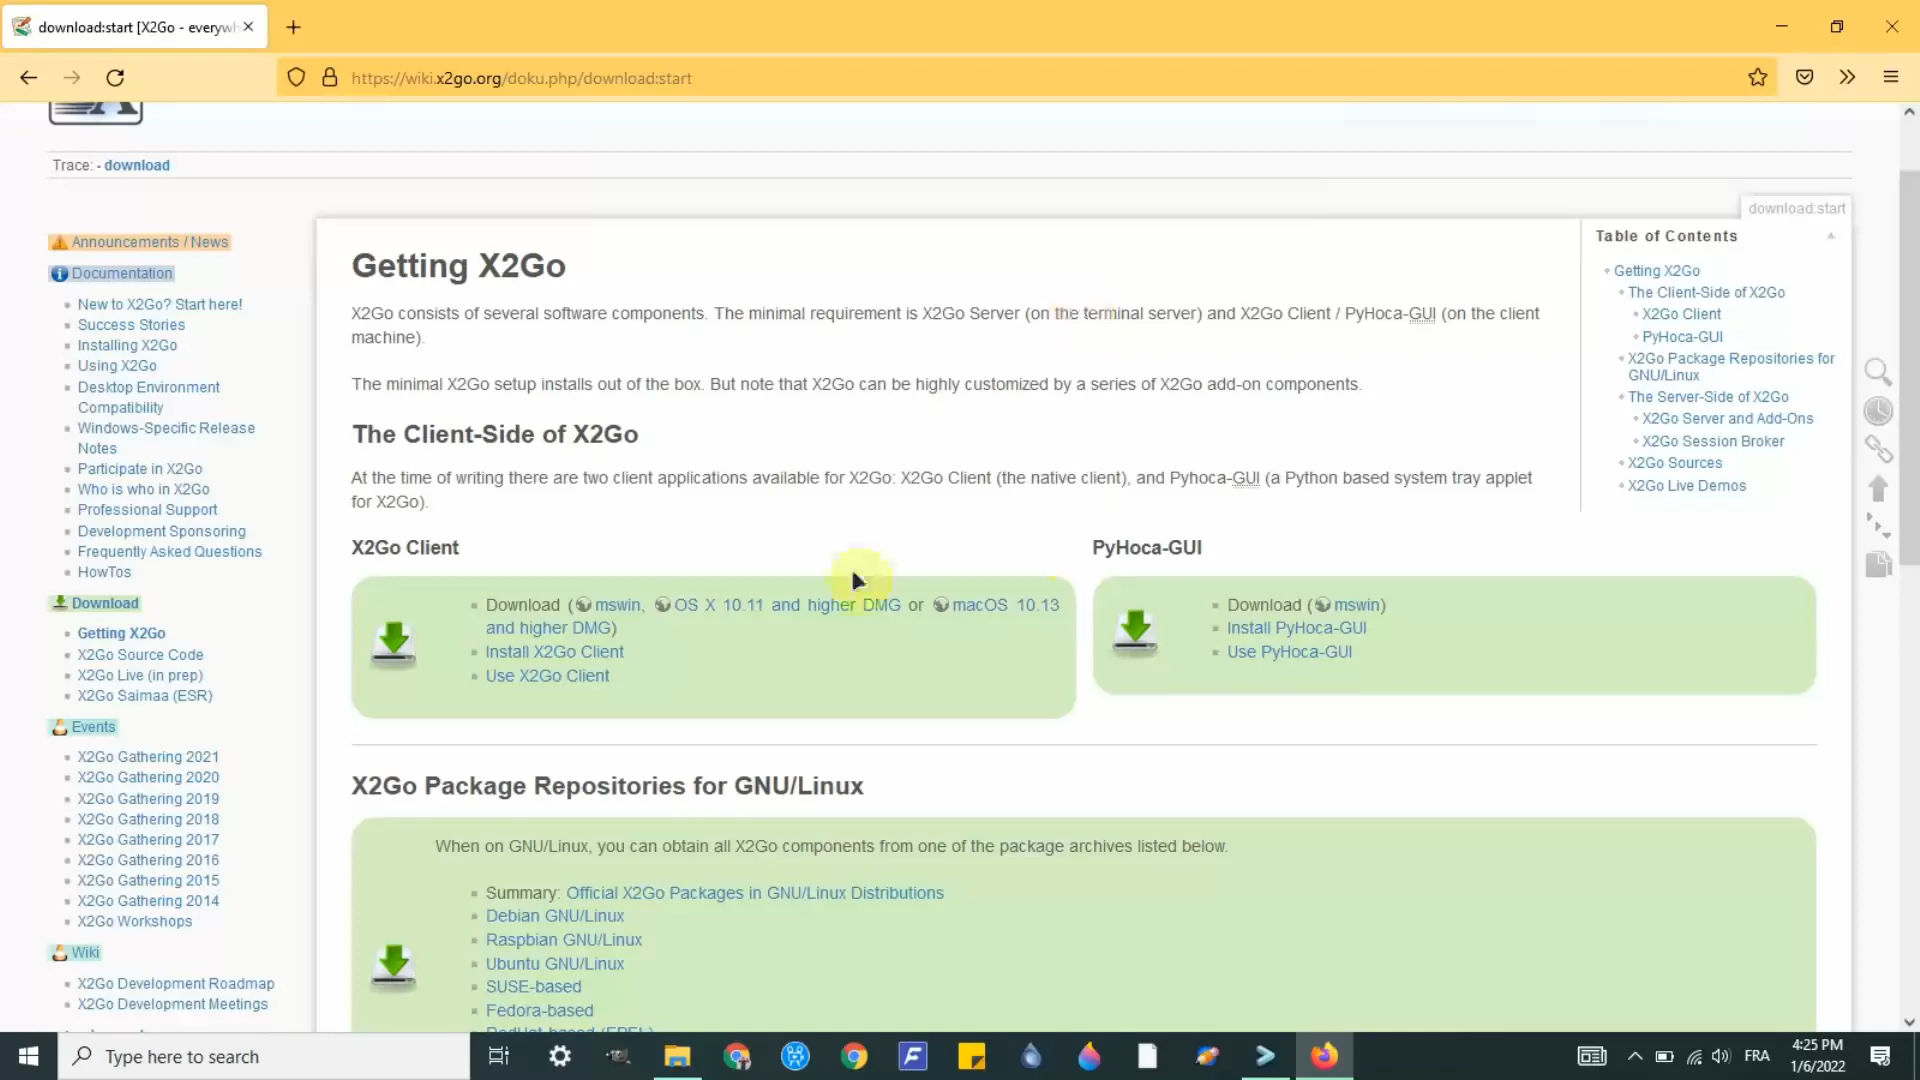 download:start [X2Go - everywh
https://wiki.x2go.org/doku.php/download:start
Trace: - download
download:start
Announcements / News
Documentation
New to X2Go? Start here!
Success Stories
Installing X2Go
Using X2Go
Desktop Environment
Compatibility
Windows-Specific Release
Notes
Participate in X2Go
Who is who in X2Go
Professional Support
Development Sponsoring
Frequently Asked Questions
HowTos
Download
Getting X2Go
X2Go Source Code
X2Go Live (in prep)
X2Go Saimaa (ESR)
Events
X2Go Gathering 2021
X2Go Gathering 2020
X2Go Gathering 2019
X2Go Gathering 2018
X2Go Gathering 2017
X2Go Gathering 2016
X2Go Gathering 2015
X2Go Gathering 2014
X2Go Workshops
Wiki
X2Go Development Roadmap
X2Go Development Meetings
Getting X2Go
X2Go consists of several software components. The minimal requirement is X2Go Server (on the terminal server) and X2Go Client / PyHoca-GUI (on the client
machine).
The minimal X2Go setup installs out of the box. But note that X2Go can be highly customized by a series of X2Go add-on components.
The Client-Side of X2Go
At the time of writing there are two client applications available for X2Go: X2Go Client (the native client), and Pyhoca-GUI (a Python based system tray applet
for X2Go).
X2Go Client
Download (mswin, OS X 10.11 and higher DMG or macOS 10.13
and higher DMG)
Install X2Go Client
Use X2Go Client
PyHoca-GUI
Download (mswin)
Install PyHoca-GUI
Use PyHoca-GUI
X2Go Package Repositories for GNU/Linux
When on GNU/Linux, you can obtain all X2Go components from one of the package archives listed below.
Summary: Official X2Go Packages in GNU/Linux Distributions
Debian GNU/Linux
Raspbian GNU/Linux
Ubuntu GNU/Linux
SUSE-based
Fedora-based
RedHat-based (EPEL)
Table of Contents
Getting X2Go
The Client-Side of X2Go
X2Go Client
PyHoca-GUI
X2Go Package Repositories for
GNU/Linux
The Server-Side of X2Go
X2Go Server and Add-Ons
X2Go Session Broker
X2Go Sources
X2Go Live Demos
Type here to search
FRA
4:25 PM
1/6/2022